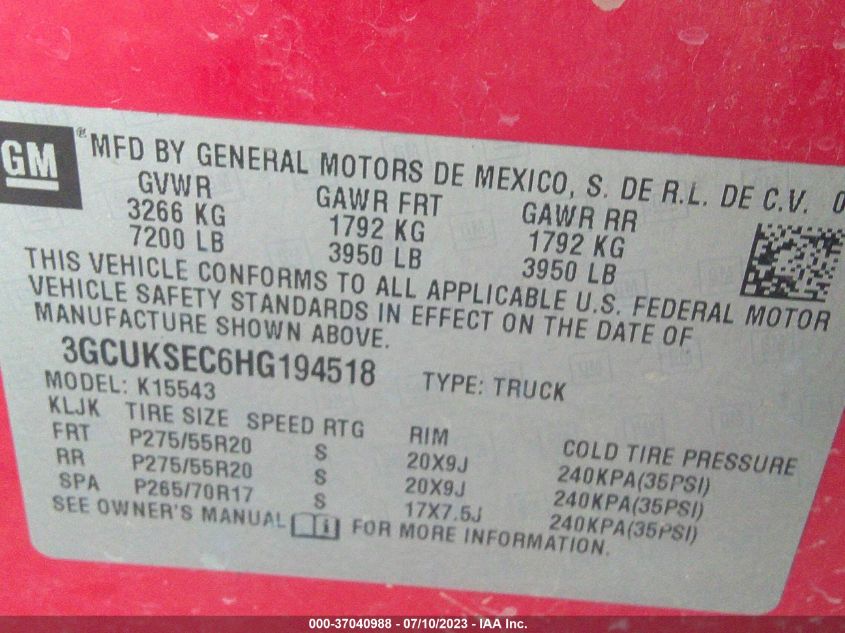 GM® MFD BY GENERAL MOTORS DE MEXICO, S. DE R.L. DE C.V. 0
GVWR GAWR FRT GAWR RR
3266 KG 1792 KG 1792 KG
7200 LB 3950 LB 3950 LB
THIS VEHICLE CONFORMS TO ALL APPLICABLE U.S. FEDERAL MOTOR
VEHICLE SAFETY STANDARDS IN EFFECT ON THE DATE OF
MANUFACTURE SHOWN ABOVE.
3GCUKSEC6HG194518 TYPE: TRUCK
MODEL: K15543
KLJK TIRE SIZE SPEED RTG RIM COLD TIRE PRESSURE
FRT P275/55R20 S 20X9J 240KPA(35PSI)
RR P275/55R20 S 20X9J 240KPA(35PSI)
SPA P265/70R17 S 17X7.5J 240KPA(35PSI)
SEE OWNER'S MANUAL FOR MORE INFORMATION.
000-37040988 - 07/10/2023 - IAA Inc.